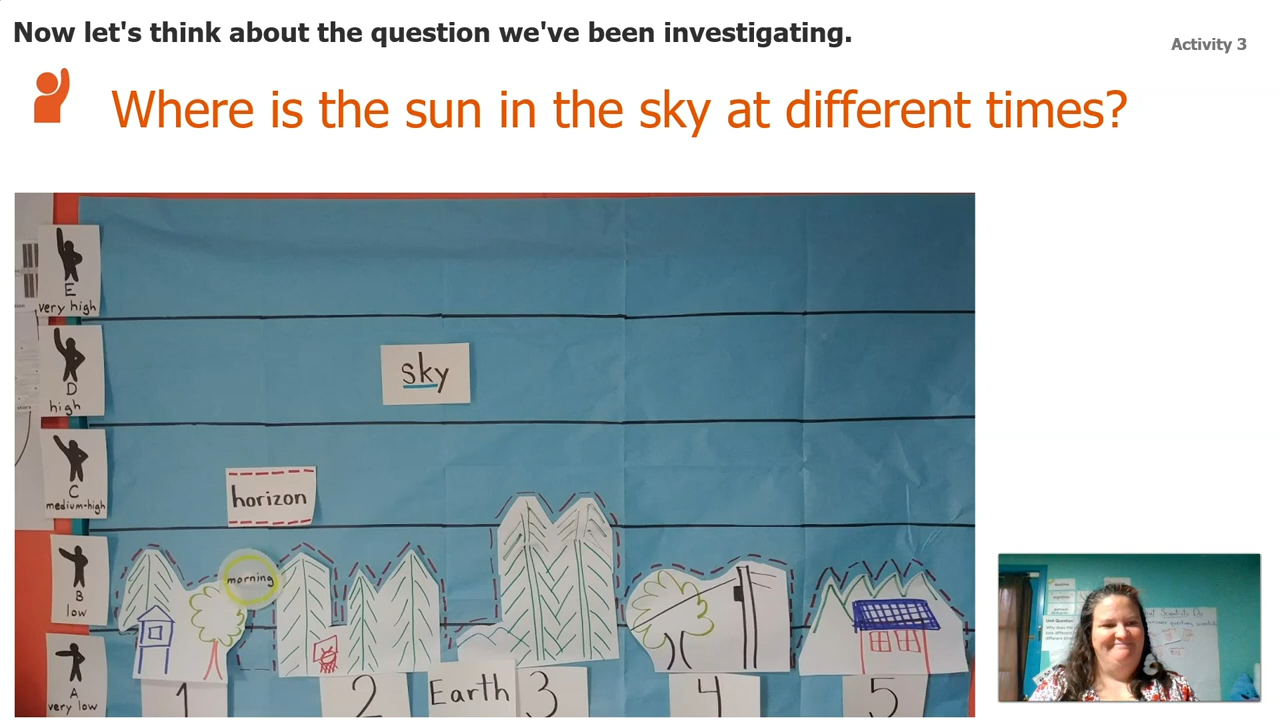 Now let's think about the question we've been investigating.
Activity 3
Where is the sun in the sky at different times?
E
very high
sky
D
high
C
medium-high
horizon
B
low
morning
A
very low
1
2
Earth
3
4
5
Unit Question